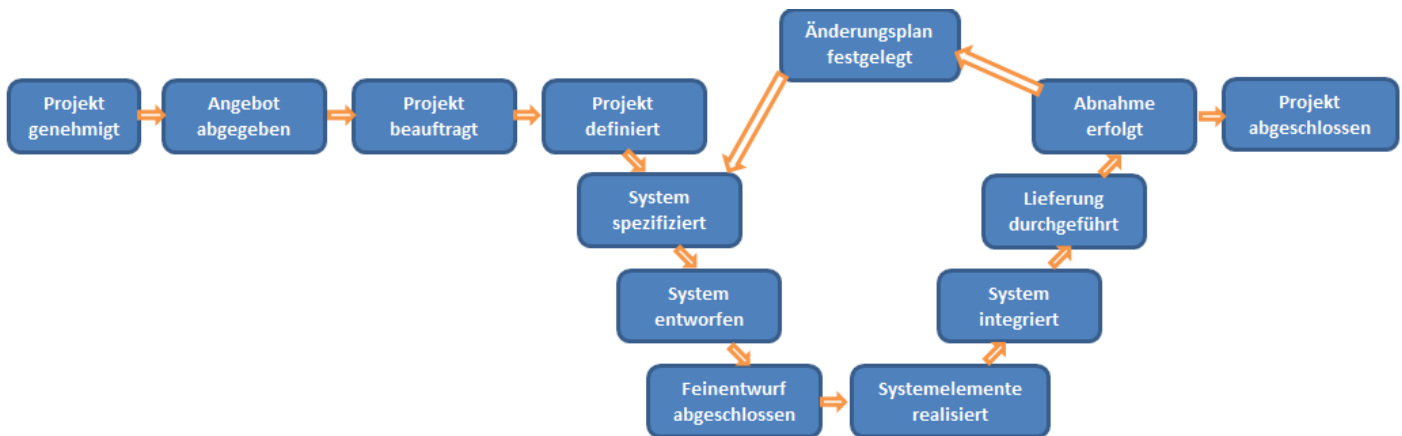 Änderungsplan
festgelegt
Projekt
genehmigt
Angebot
abgegeben
Projekt
beauftragt
Projekt
definiert
Abnahme
erfolgt
Projekt
abgeschlossen
System
spezifiziert
Lieferung
durchgeführt
System
entworfen
System
integriert
Feinentwurf
abgeschlossen
Systemelemente
realisiert